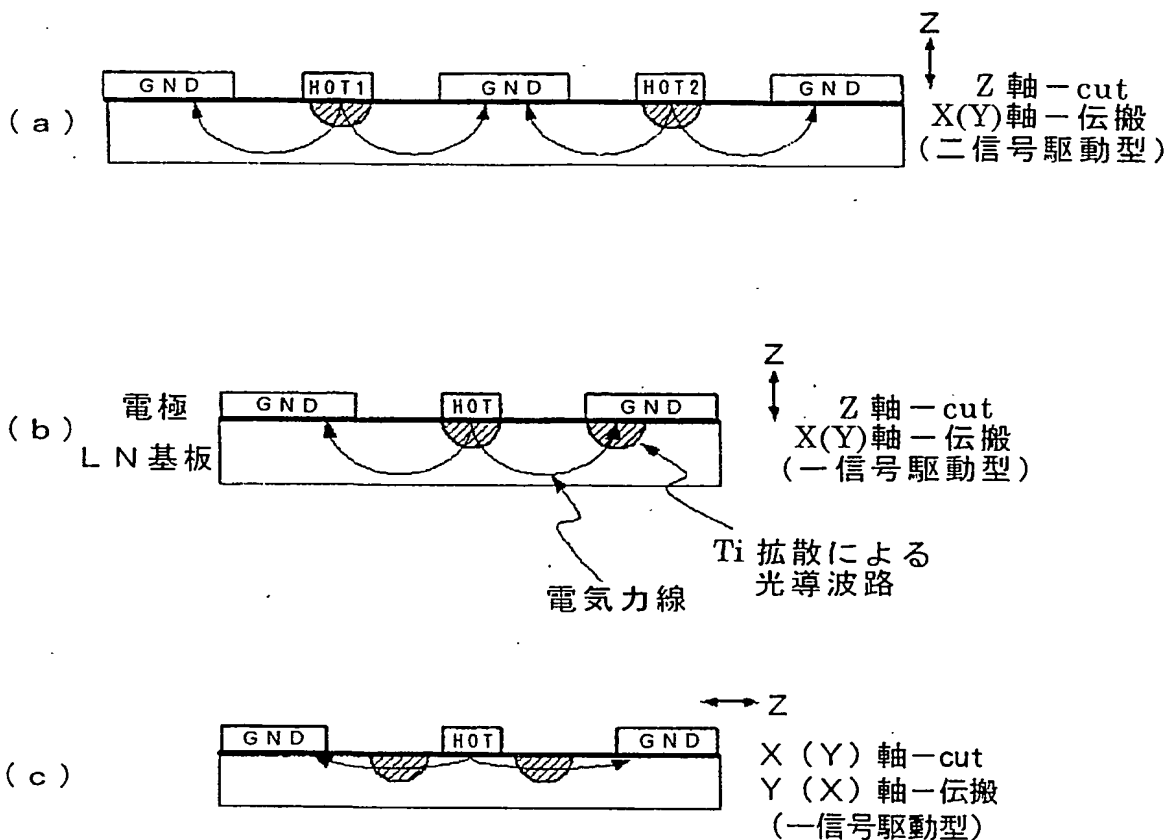 Z
GND HOT1 GND HOT2 GND
(a)
Z軸－cut
X(Y)軸－伝搬
(二信号駆動型)
Z
電極
GND HOT GND
(b)
LN基板
Z軸－cut
X(Y)軸－伝搬
(一信号駆動型)
Ti 拡散による
光導波路
電気力線
Z
GND HOT GND
(c)
X(Y)軸－cut
Y(X)軸－伝搬
(一信号駆動型)